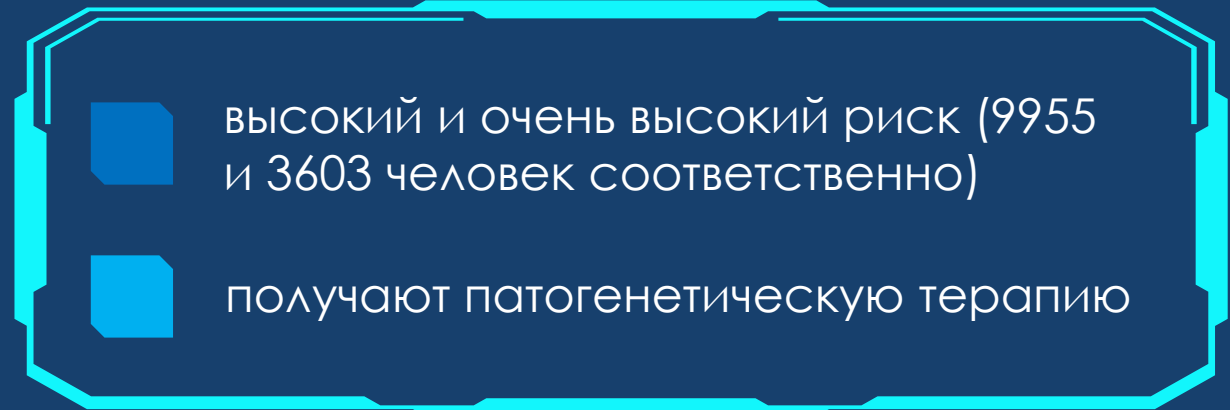 высокий и очень высокий риск (9955
и 3603 человек соответственно)
получают патогенетическую терапию